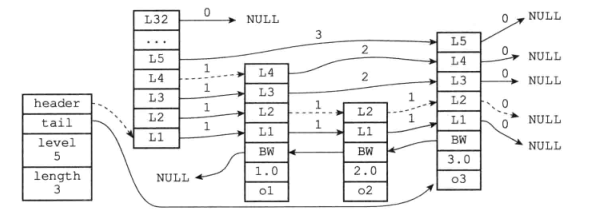 header
tail
level
5
length
3
L32
...
L5
L4
L3
L2
L1
0
NULL
3
1
1
1
1
NULL
L4
L3
L2
L1
BW
1.0
o1
2
2
1
1
L2
L1
BW
2.0
o2
1
1
L5
L4
L3
L2
L1
BW
3.0
o3
0
NULL
0
NULL
0
NULL
0
NULL
0
NULL